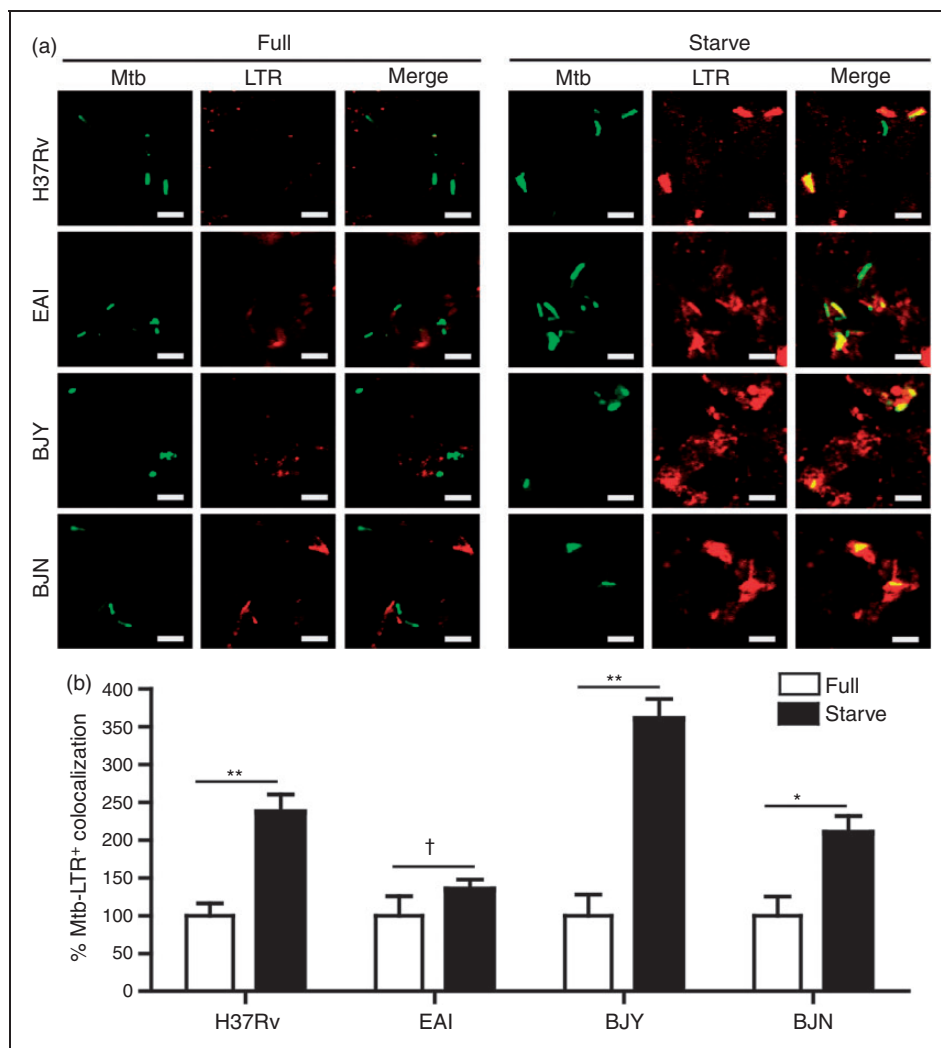 (a)
Full Starve
Mtb LTR Merge Mtb LTR Merge
H37Rv
EAI
BJY
BJN
(b)
% Mtb-LTR⁺ colocalization
400
350
300
250
200
150
100
50
0
** † ** *
Full
Starve
H37Rv EAI BJY BJN